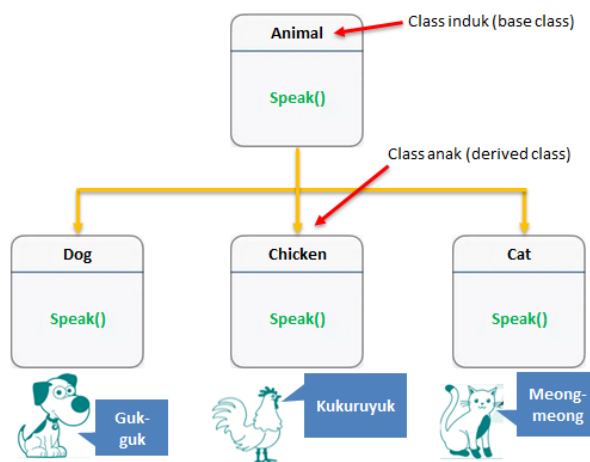 Animal
Class induk (base class)
Speak()
Class anak (derived class)
Dog
Chicken
Cat
Speak()
Speak()
Speak()
Guk-
guk
Kukuruyuk
Meong-
meong